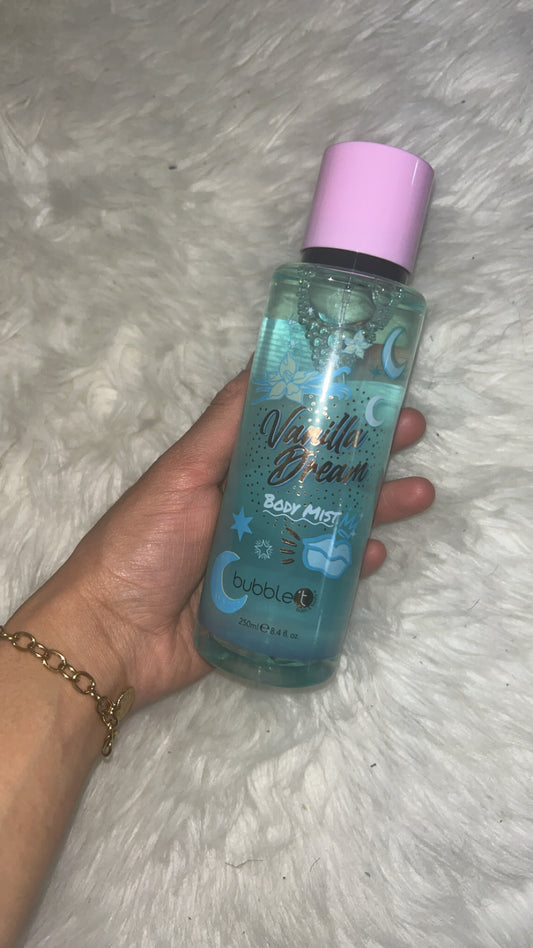 Vanilla
Dream
BODY MIST
bubble t
250ml e 8.4 fl. oz.